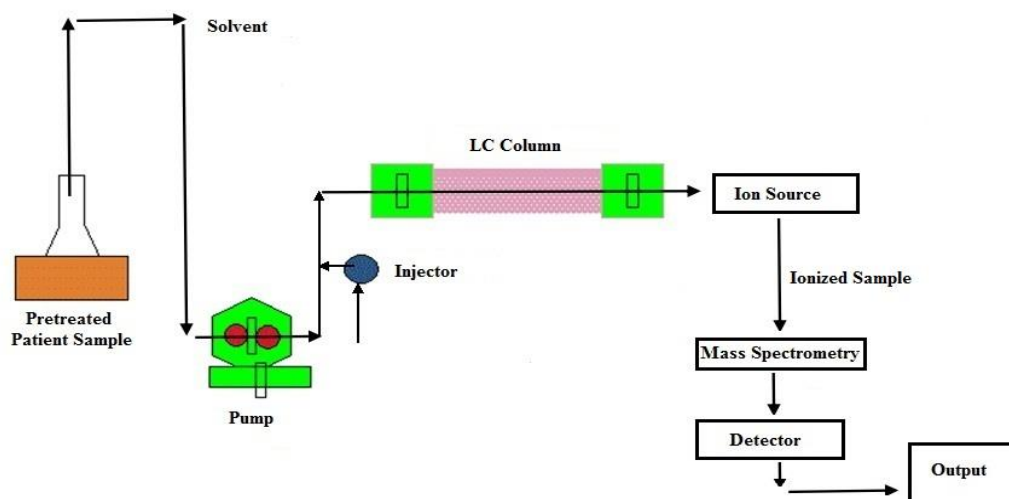 Solvent
LC Column
Ion Source
Injector
Ionized Sample
Pretreated
Patient Sample
Mass Spectrometry
Pump
Detector
Output